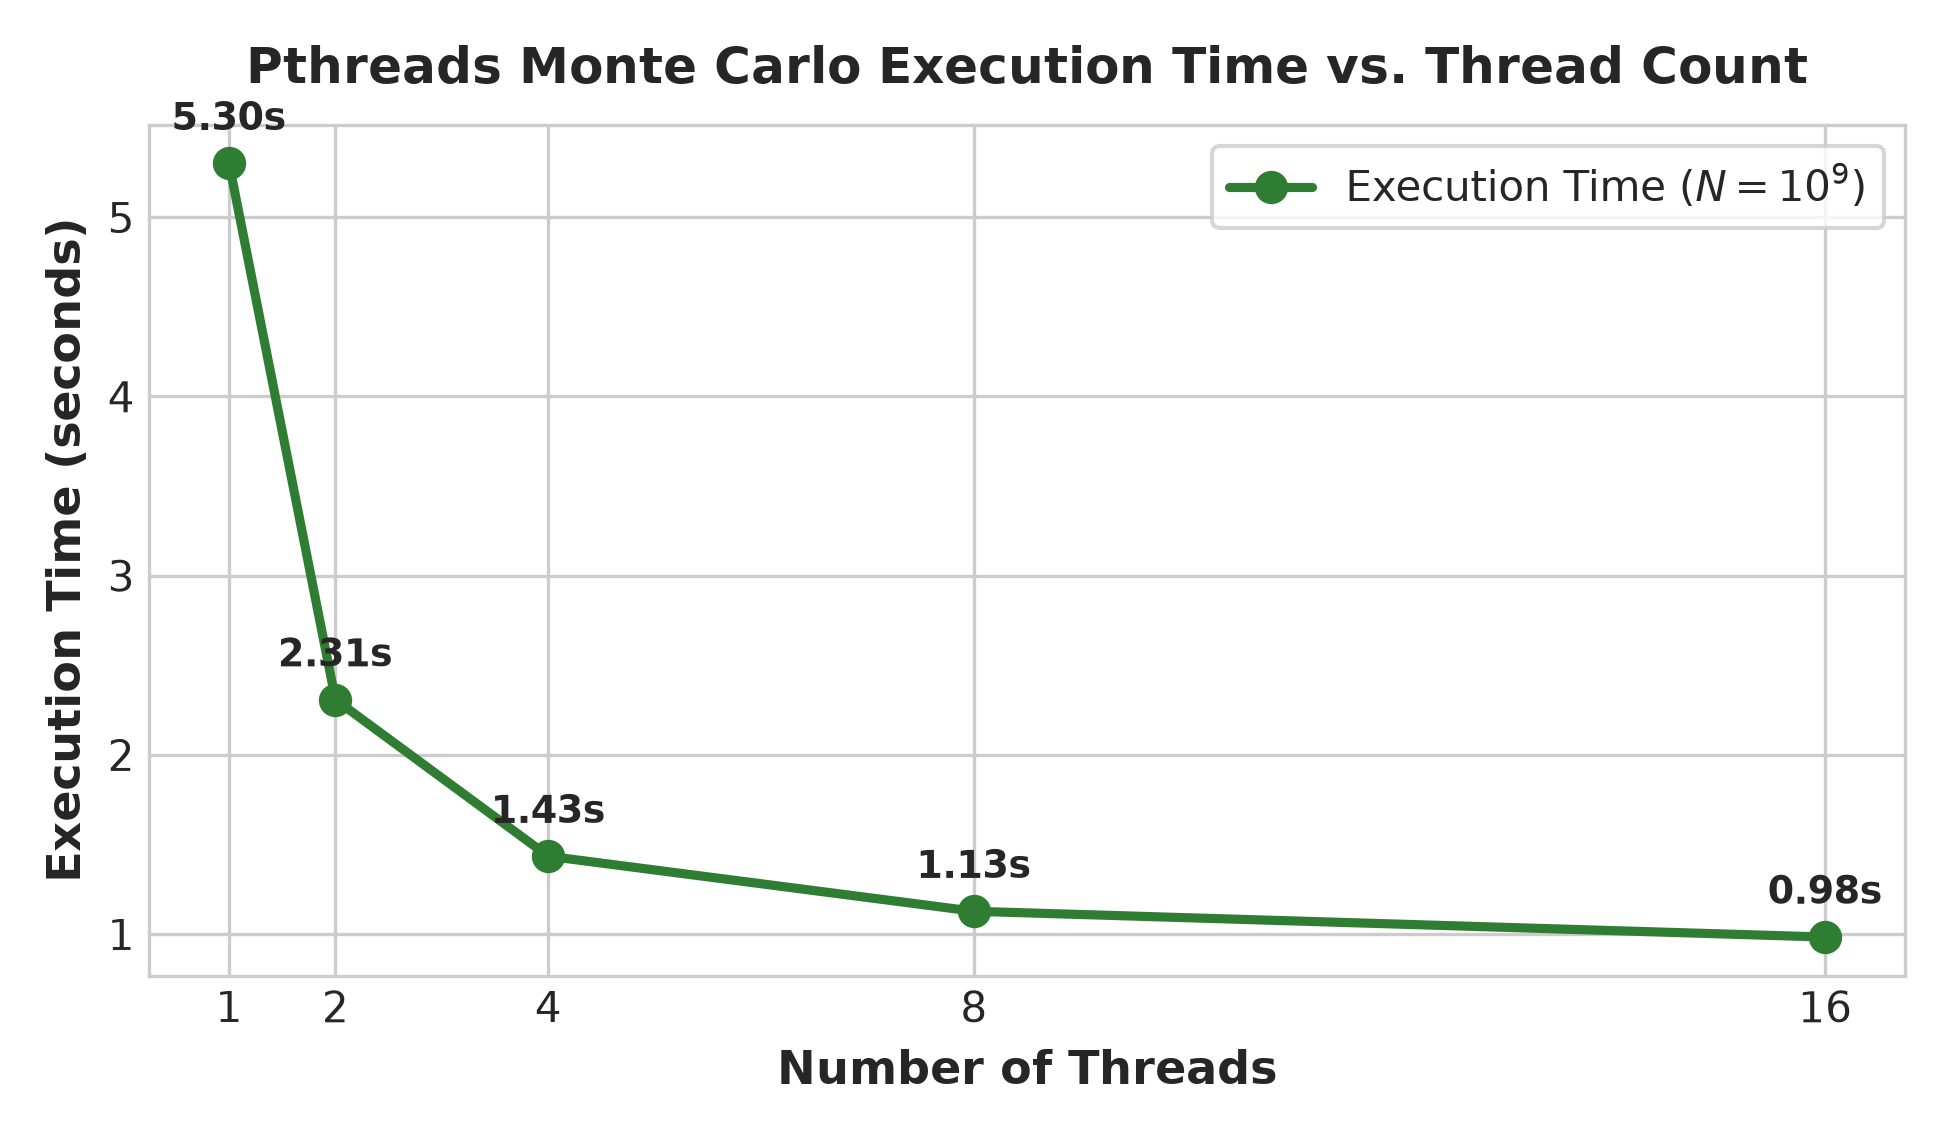 Pthreads Monte Carlo Execution Time vs. Thread Count
5.30s
Execution Time (N = 10⁹)
5
4
3
2
1
Execution Time (seconds)
2.31s
1.43s
1.13s
0.98s
1 2 4 8 16
Number of Threads